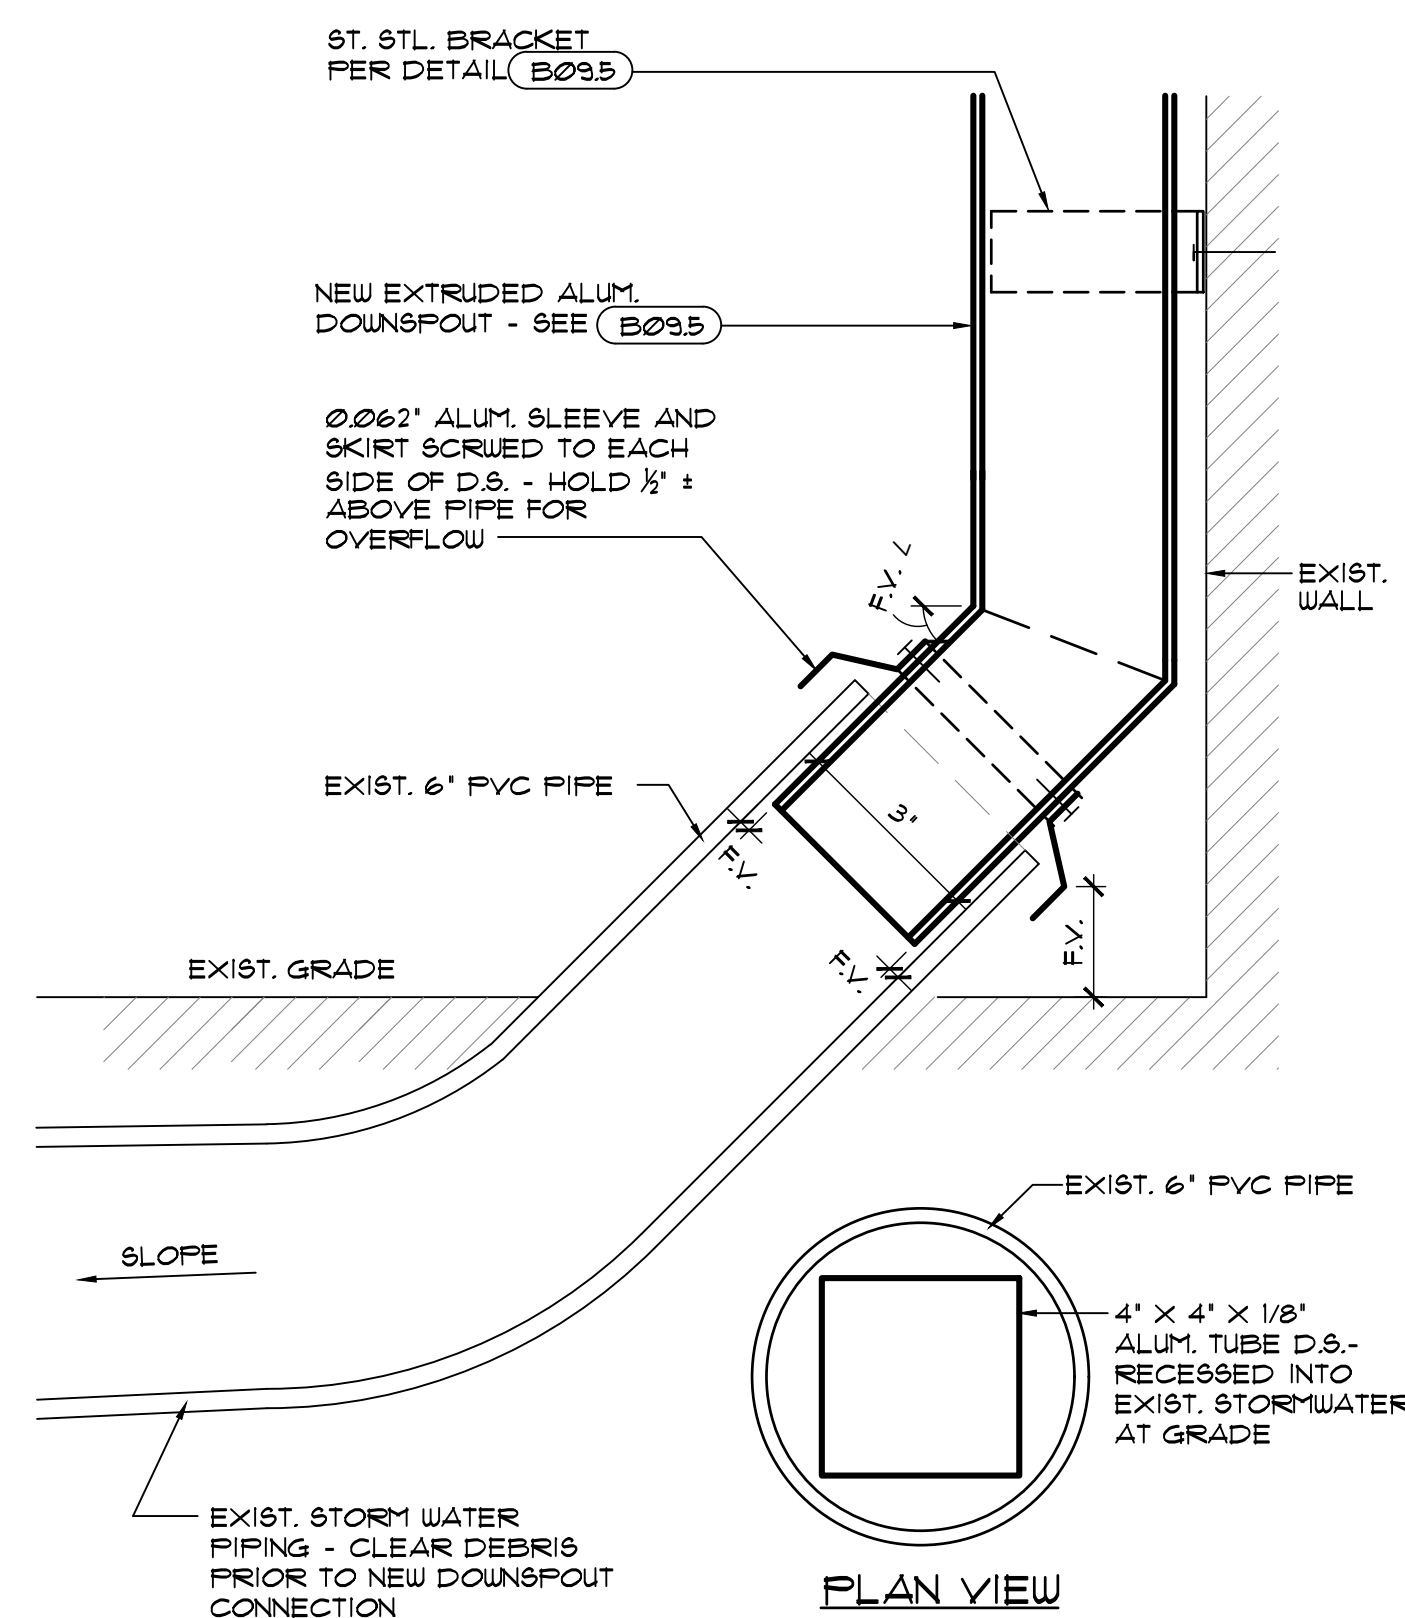 ST. STL. BRACKET
PER DETAIL BØ9.5
NEW EXTRUDED ALUM.
DOWNSPOUT - SEE BØ9.5
Ø.Ø62" ALUM. SLEEVE AND
SKIRT SCRWED TO EACH
SIDE OF D.S. - HOLD ½" ±
ABOVE PIPE FOR
OVERFLOW
F.V. ∠
EXIST.
WALL
EXIST. 6" PVC PIPE
3"
F.V.
F.V.
F.V.
EXIST. GRADE
SLOPE
EXIST. 6" PVC PIPE
4" X 4" X 1/8"
ALUM. TUBE D.S.-
RECESSED INTO
EXIST. STORMWATER
AT GRADE
EXIST. STORM WATER
PIPING - CLEAR DEBRIS
PRIOR TO NEW DOWNSPOUT
CONNECTION
PLAN VIEW